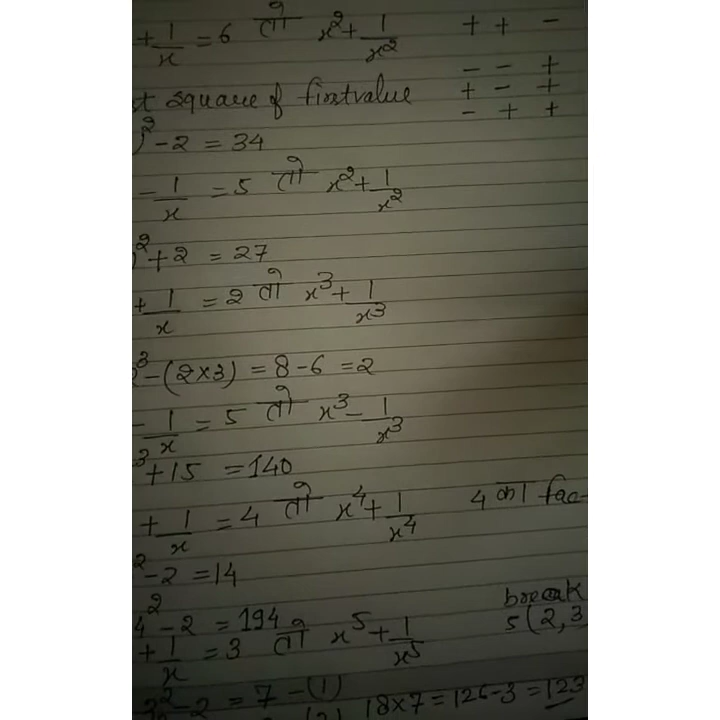 + 1/x = 6 तो x² + 1/x² + + -
- - +
st square of first value + - +
- + +
)² - 2 = 34
- 1/x = 5 तो x² + 1/x²
)² + 2 = 27
+ 1/x = 2 तो x³ + 1/x³
³ - (2×3) = 8 - 6 = 2
- 1/x = 5 तो x³ - 1/x³
³ + 15 = 140
+ 1/x = 4 तो x⁴ + 1/x⁴ 4 का fac-
² - 2 = 14
4² - 2 = 194 break
+ 1/x = 3 तो x⁵ + 1/x⁵ 5(2,3
3² - 2 = 7 - (1)
18×7 = 126 - 3 = 123